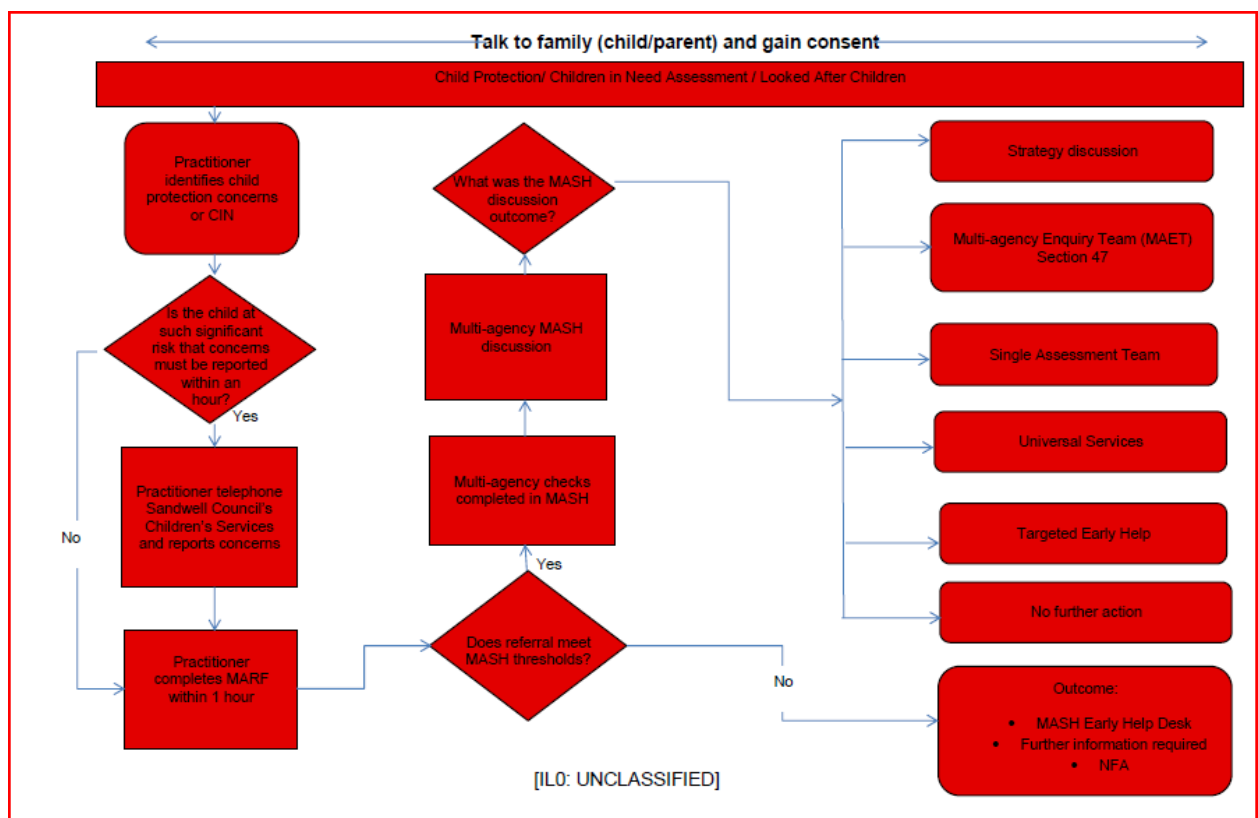 Talk to family (child/parent) and gain consent
Child Protection/ Children in Need Assessment / Looked After Children
Practitioner
identifies child
protection concerns
or CIN
Is the child at
such significant
risk that concerns
must be reported
within an
hour?
Yes
No
Practitioner telephone
Sandwell Council's
Children's Services
and reports concerns
Practitioner
completes MARF
within 1 hour
Does referral meet
MASH thresholds?
Yes
No
Multi-agency checks
completed in MASH
Multi-agency MASH
discussion
What was the MASH
discussion
outcome?
Strategy discussion
Multi-agency Enquiry Team (MAET)
Section 47
Single Assessment Team
Universal Services
Targeted Early Help
No further action
Outcome:
• MASH Early Help Desk
• Further information required
• NFA
[IL0: UNCLASSIFIED]